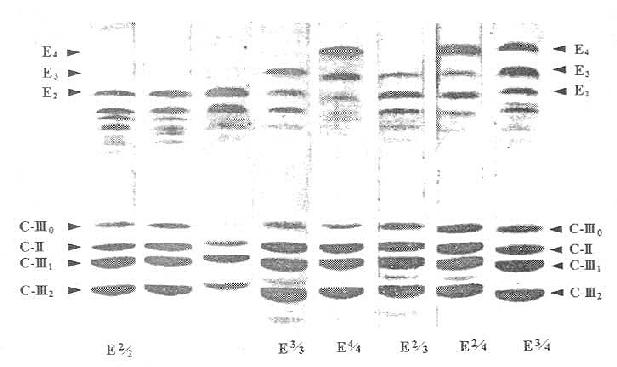 E₄ ► ◄ E₄
E₃ ► ◄ E₃
E₂ ► ◄ E₂
C-Ⅲ₀ ► ◄ C-Ⅲ₀
C-Ⅱ ► ◄ C-Ⅱ
C-Ⅲ₁ ► ◄ C-Ⅲ₁
C-Ⅲ₂ ► ◄ C-Ⅲ₂
E2/2 E3/3 E4/4 E2/3 E2/4 E3/4